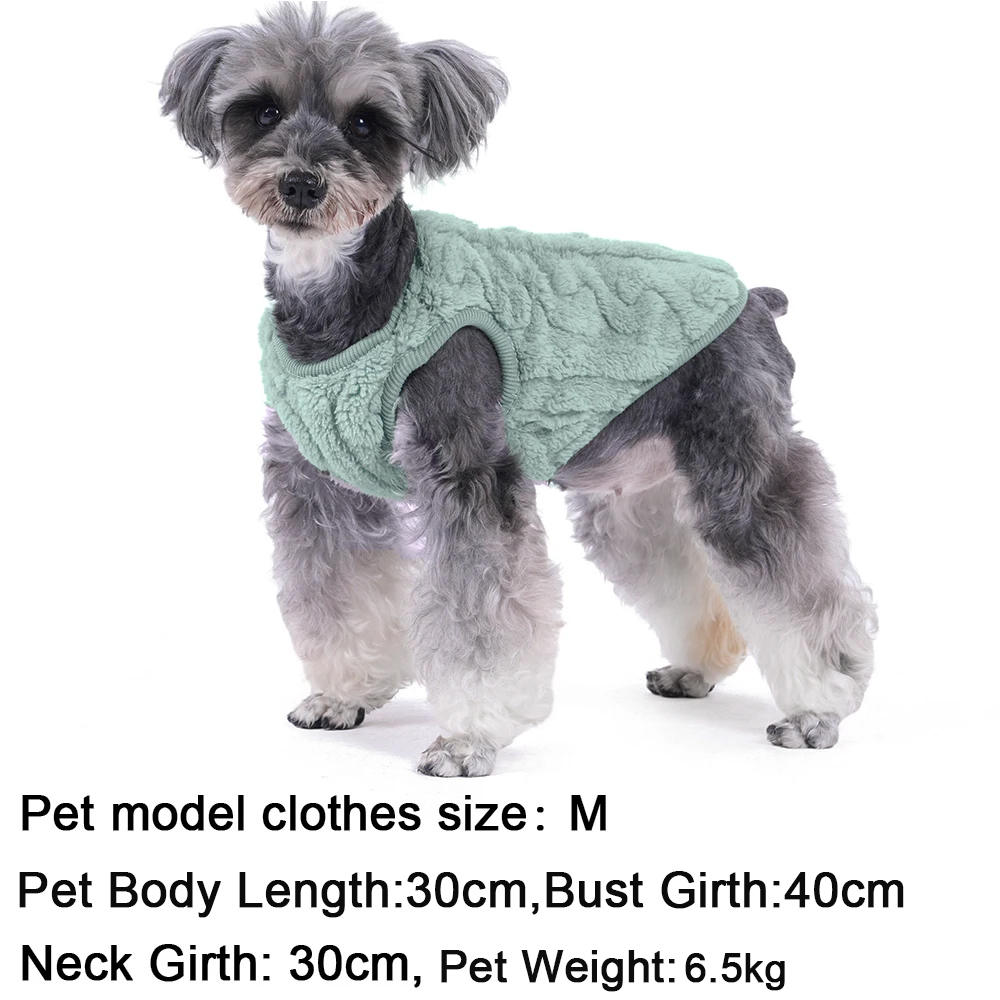 Pet model clothes size: M
Pet Body Length:30cm,Bust Girth:40cm
Neck Girth: 30cm, Pet Weight:6.5kg